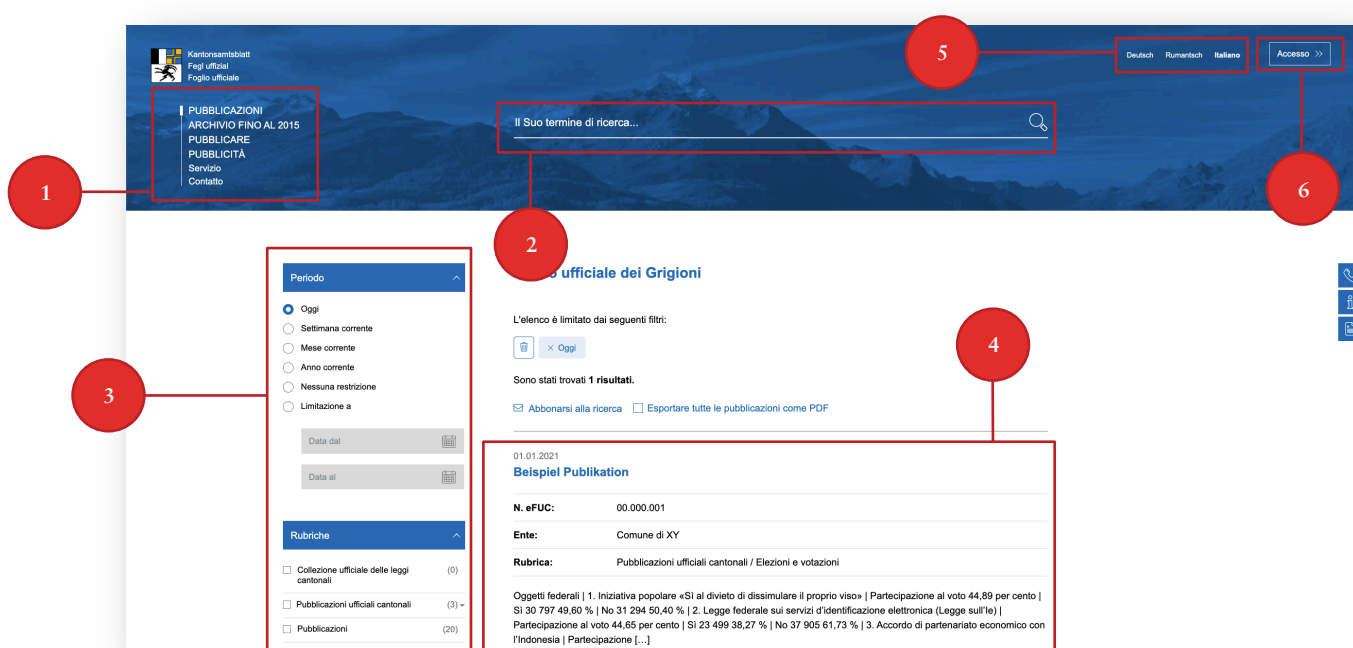 Kantonsamtsblatt
Fegl uffizial
Foglio ufficiale
5
Deutsch Rumantsch Italiano
Accesso
PUBBLICAZIONI
ARCHIVIO FINO AL 2015
PUBBLICARE
PUBBLICITÀ
Servizio
Contatto
Il Suo termine di ricerca...
1
6
2
ufficiale dei Grigioni
Periodo
Oggi
Settimana corrente
Mese corrente
Anno corrente
Nessuna restrizione
Limitazione a
Data dal
Data al
3
L'elenco è limitato dai seguenti filtri:
× Oggi
4
Sono stati trovati 1 risultati.
Abbonarsi alla ricerca Esportare tutte le pubblicazioni come PDF
Rubriche
Collezione ufficiale delle leggi (0)
cantonali
Pubblicazioni ufficiali cantonali (3)
Pubblicazioni (20)
01.01.2021
Beispiel Publikation
N. eFUC: 00.000.001
Ente: Comune di XY
Rubrica: Pubblicazioni ufficiali cantonali / Elezioni e votazioni
Oggetti federali | 1. Iniziativa popolare «Sì al divieto di dissimulare il proprio viso» | Partecipazione al voto 44,89 per cento |
Sì 30 797 49,60 % | No 31 294 50,40 % | 2. Legge federale sui servizi d'identificazione elettronica (Legge sull'Ie) |
Partecipazione al voto 44,65 per cento | Sì 23 499 38,27 % | No 37 905 61,73 % | 3. Accordo di partenariato economico con
l'Indonesia | Partecipazione [...]